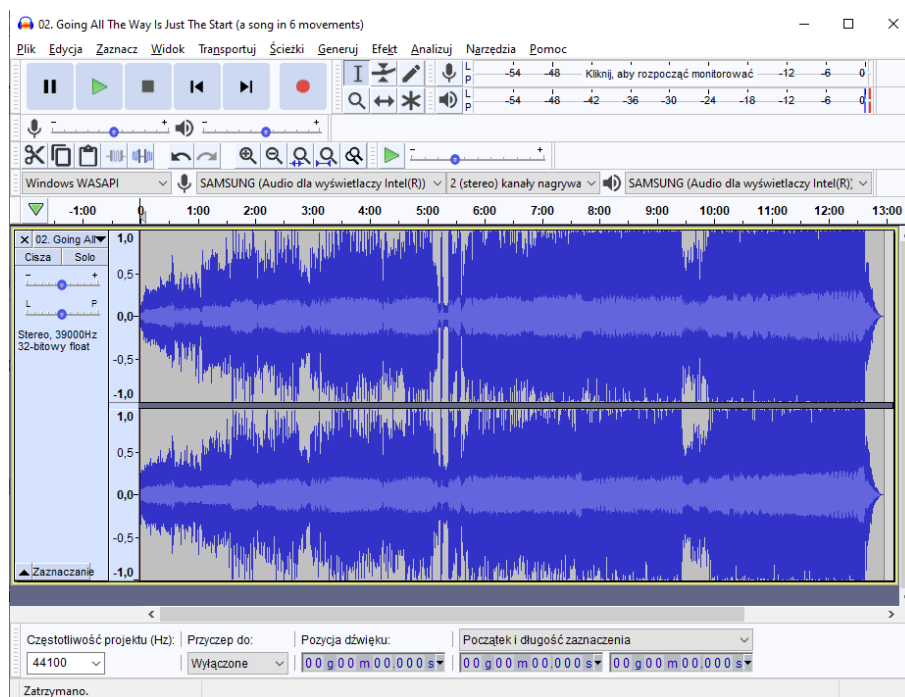 02. Going All The Way Is Just The Start (a song in 6 movements)
Plik Edycja Zaznacz Widok Transportuj Ścieżki Generuj Efekt Analizuj Narzędzia Pomoc
L -54 -48 Kliknij, aby rozpocząć monitorować -12 -6 0
P
L -54 -48 -42 -36 -30 -24 -18 -12 -6 0
P
- + - +
- +
Windows WASAPI SAMSUNG (Audio dla wyświetlaczy Intel(R)) 2 (stereo) kanały nagrywa SAMSUNG (Audio dla wyświetlaczy Intel(R))
-1:00 0 1:00 2:00 3:00 4:00 5:00 6:00 7:00 8:00 9:00 10:00 11:00 12:00 13:00
02. Going All 1,0
Cisza Solo
- + 0,5
L P
0,0
Stereo, 39000Hz
32-bitowy float
-0,5
-1,0
1,0
0,5
0,0
-0,5
Zaznaczanie -1,0
Częstotliwość projektu (Hz): Przyczep do: Pozycja dźwięku: Początek i długość zaznaczenia
44100 Wyłączone 00 g 00 m 00,000 s 00 g 00 m 00,000 s 00 g 00 m 00,000 s
Zatrzymano.